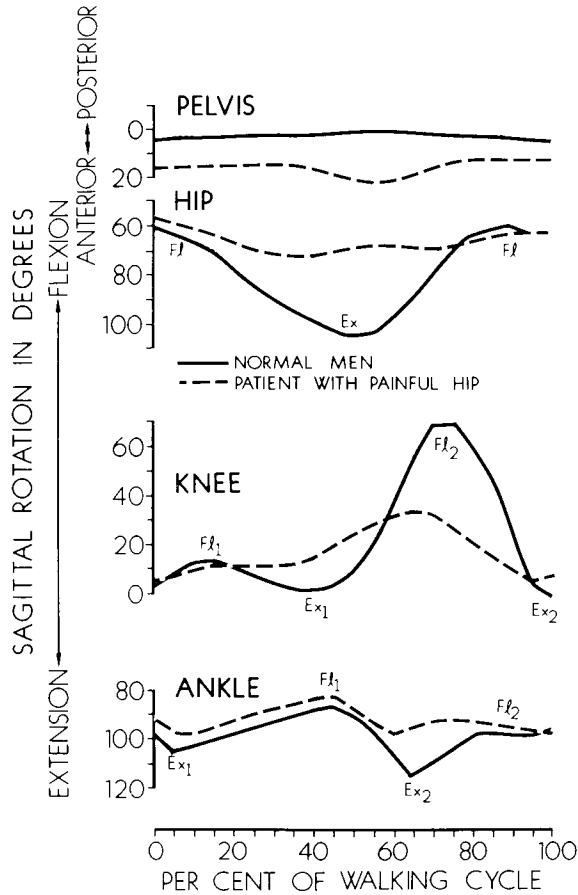 SAGITTAL ROTATION IN DEGREES
ANTERIOR POSTERIOR
FLEXION
EXTENSION
PELVIS
0
20
HIP
60
80
100
Fl
Ex
Fl
NORMAL MEN
PATIENT WITH PAINFUL HIP
KNEE
60
40
20
0
Fl1
Ex1
Fl2
Ex2
ANKLE
80
100
120
Ex1
Fl1
Ex2
Fl2
0 20 40 60 80 100
PER CENT OF WALKING CYCLE